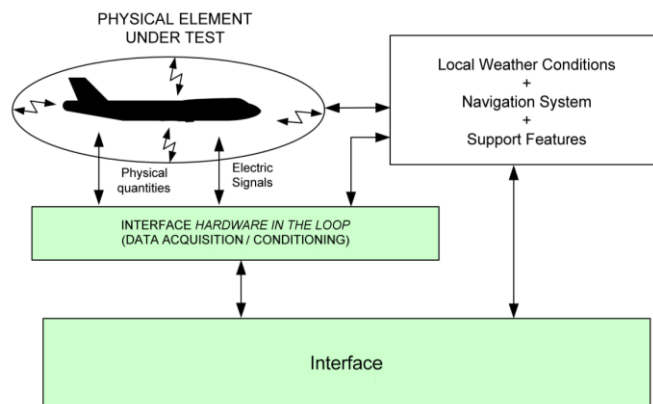 PHYSICAL ELEMENT
UNDER TEST
Local Weather Conditions
+
Navigation System
+
Support Features
Physical
quantities
Electric
Signals
INTERFACE HARDWARE IN THE LOOP
(DATA ACQUISITION / CONDITIONING)
Interface